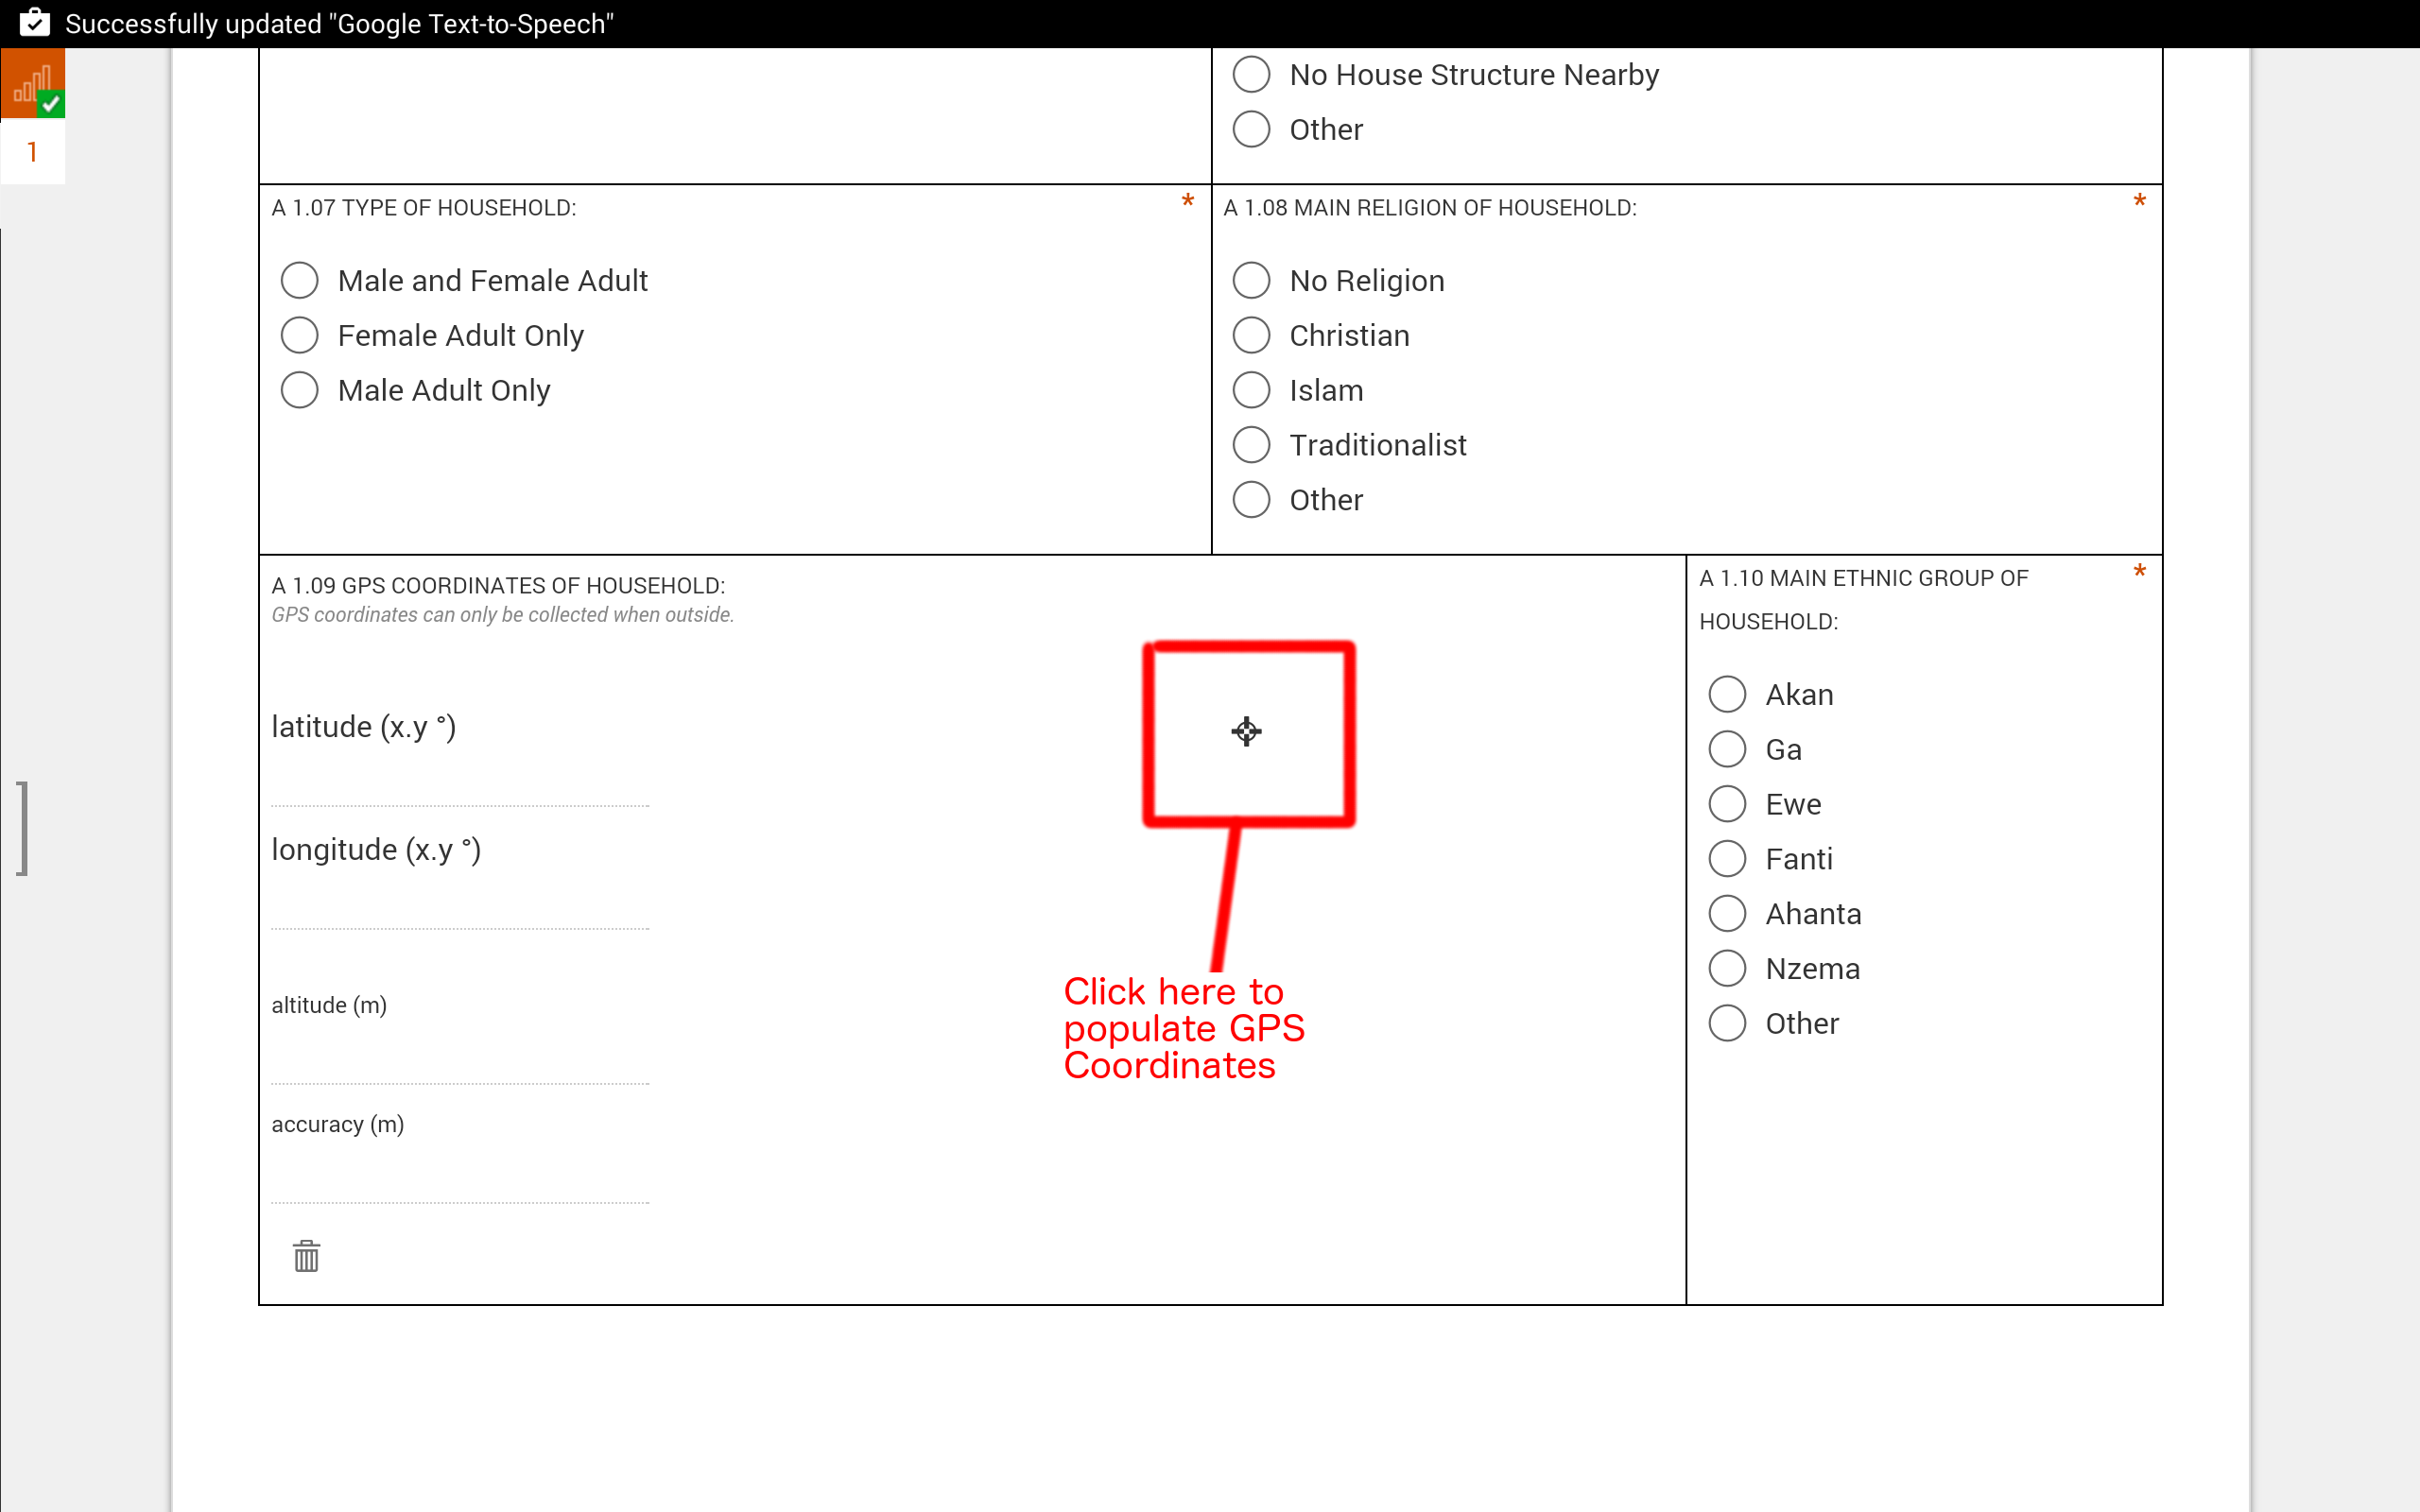 Successfully updated "Google Text-to-Speech"
1
No House Structure Nearby
Other
A 1.07 TYPE OF HOUSEHOLD: *
Male and Female Adult
Female Adult Only
Male Adult Only
A 1.08 MAIN RELIGION OF HOUSEHOLD: *
No Religion
Christian
Islam
Traditionalist
Other
A 1.09 GPS COORDINATES OF HOUSEHOLD:
GPS coordinates can only be collected when outside.
latitude (x.y °)
longitude (x.y °)
altitude (m)
accuracy (m)
Click here to
populate GPS
Coordinates
A 1.10 MAIN ETHNIC GROUP OF *
HOUSEHOLD:
Akan
Ga
Ewe
Fanti
Ahanta
Nzema
Other